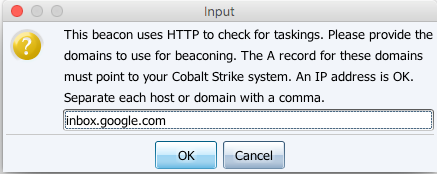 Input
This beacon uses HTTP to check for taskings. Please provide the
domains to use for beaconing. The A record for these domains
must point to your Cobalt Strike system. An IP address is OK.
Separate each host or domain with a comma.
inbox.google.com
OK Cancel